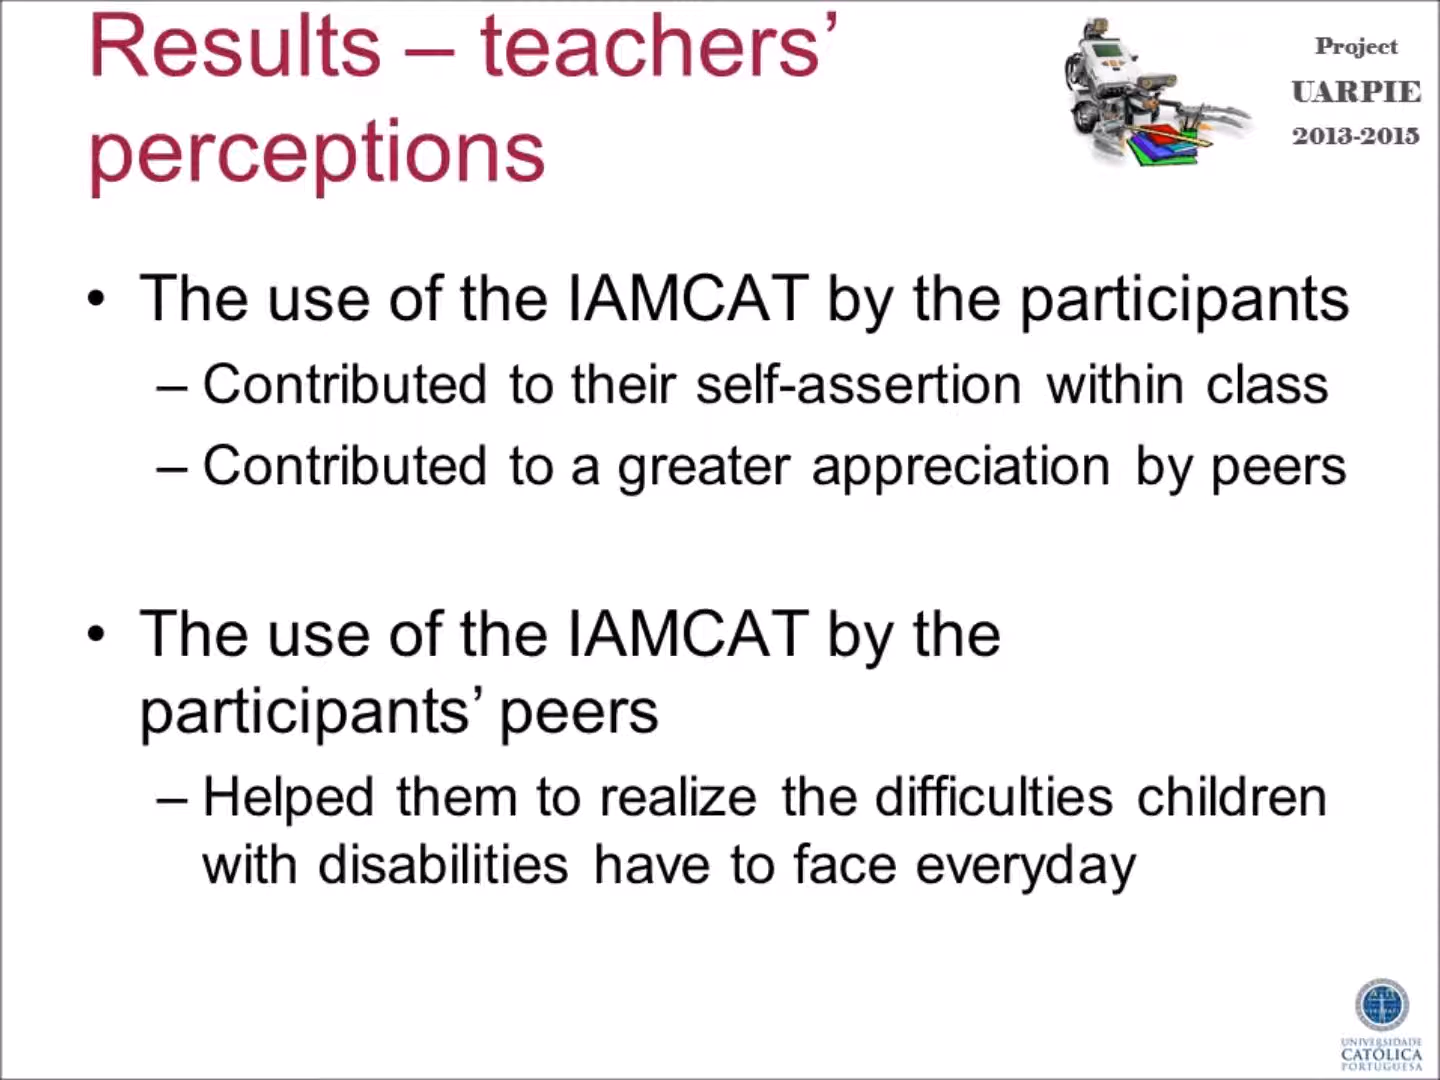 Results – teachers’
perceptions
Project
UARPIE
2013-2015
• The use of the IAMCAT by the participants
– Contributed to their self-assertion within class
– Contributed to a greater appreciation by peers
• The use of the IAMCAT by the
participants’ peers
– Helped them to realize the difficulties children
with disabilities have to face everyday
UNIVERSIDADE
CATÓLICA
PORTUGUESA